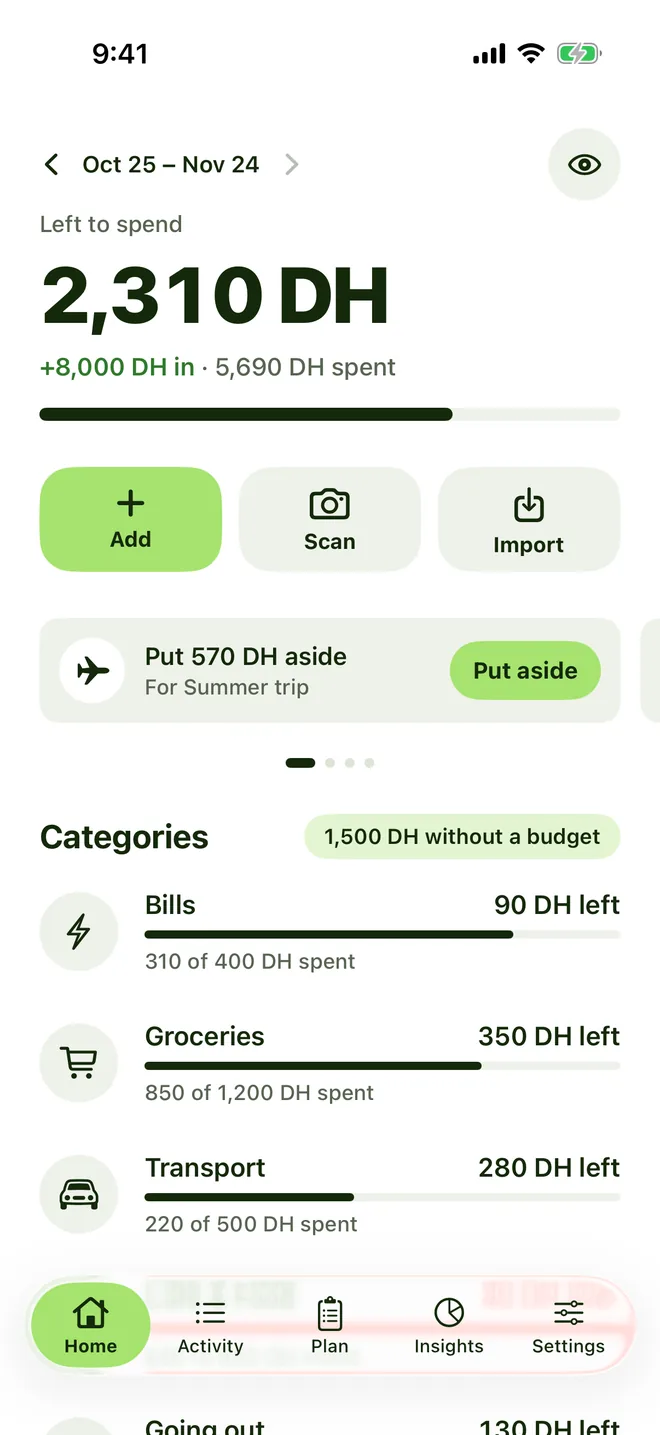 9:41
Oct 25 – Nov 24
Left to spend
2,310 DH
+8,000 DH in · 5,690 DH spent
Add
Scan
Import
Put 570 DH aside
For Summer trip
Put aside
Categories
1,500 DH without a budget
Bills
90 DH left
310 of 400 DH spent
Groceries
350 DH left
850 of 1,200 DH spent
Transport
280 DH left
220 of 500 DH spent
Home
Activity
Plan
Insights
Settings
Going out
130 DH left